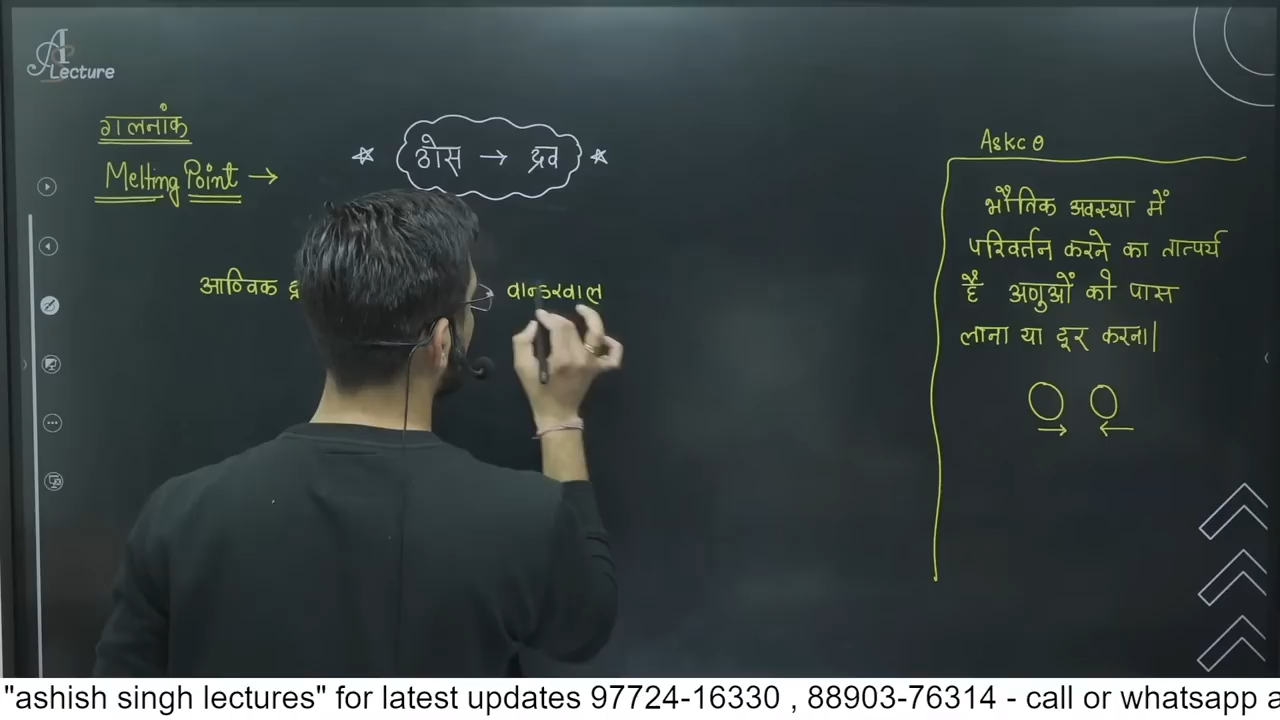 A
Lecture
गलनांक
Melting Point →
ठोस → द्रव
आण्विक
वान्डरवाल
Askc θ
भौतिक अवस्था में
परिवर्तन करने का तात्पर्य
है अणुओं की पास
लाना या दूर करना|
"ashish singh lectures" for latest updates 97724-16330 , 88903-76314 - call or whatsapp a